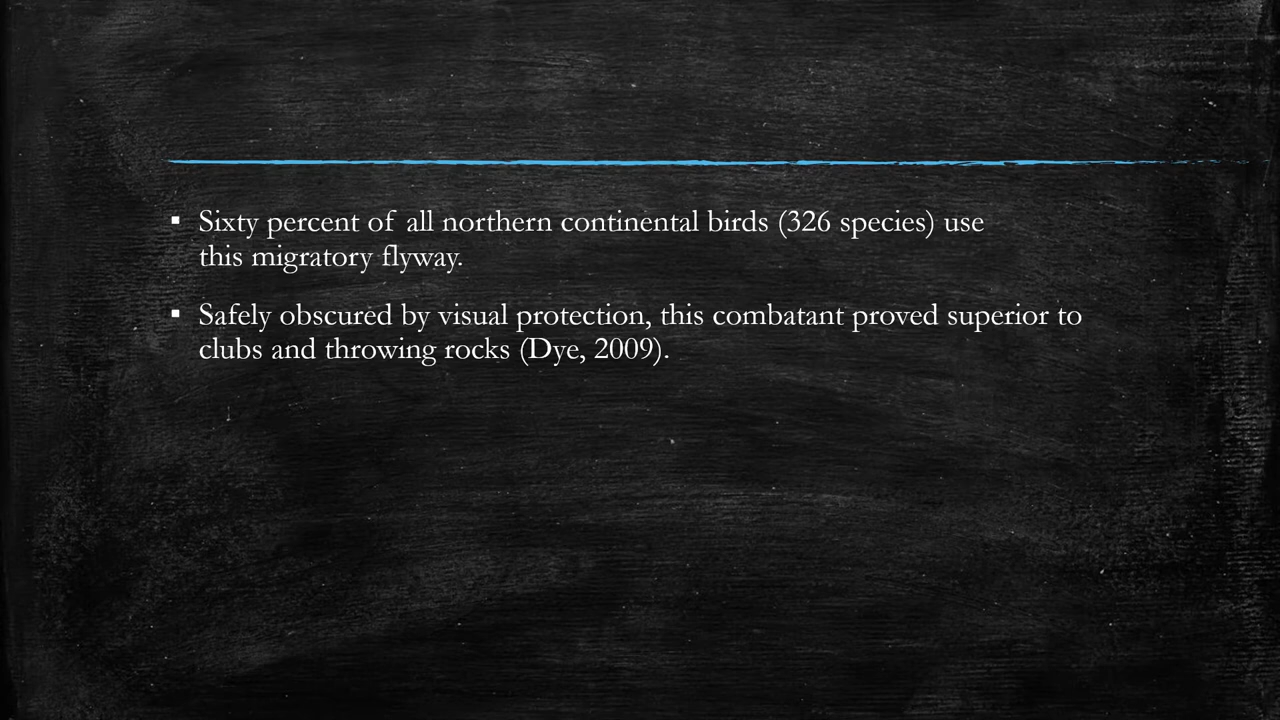 ▪ Sixty percent of all northern continental birds (326 species) use
this migratory flyway.
▪ Safely obscured by visual protection, this combatant proved superior to
clubs and throwing rocks (Dye, 2009).